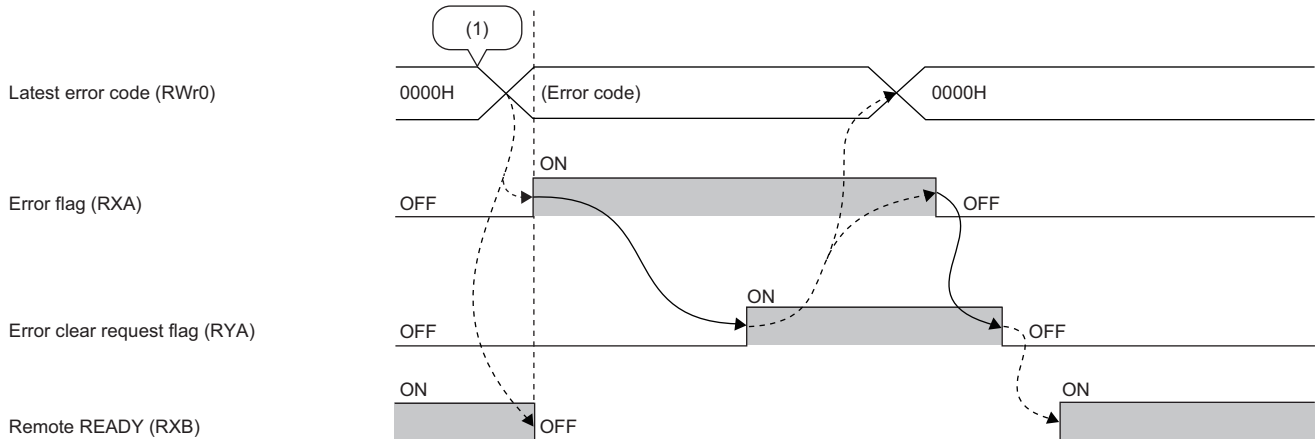 (1)
Latest error code (RWr0)
0000H
(Error code)
0000H
ON
Error flag (RXA)
OFF
OFF
ON
Error clear request flag (RYA)
OFF
OFF
ON
ON
Remote READY (RXB)
OFF